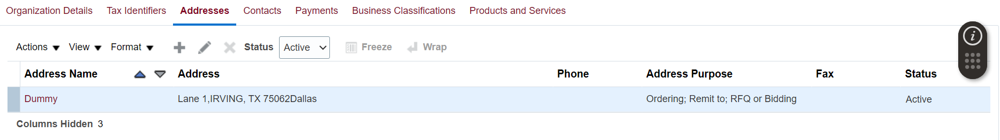 Organization Details Tax Identifiers Addresses Contacts Payments Business Classifications Products and Services
Actions View Format Status Active Freeze Wrap
Address Name Address Phone Address Purpose Fax Status
Dummy Lane 1,IRVING, TX 75062Dallas Ordering; Remit to; RFQ or Bidding Active
Columns Hidden 3